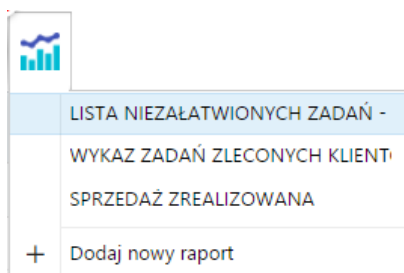 LISTA NIEZAŁATWIONYCH ZADAŃ -
WYKAZ ZADAŃ ZLECONYCH KLIENT
SPRZEDAŻ ZREALIZOWANA
+ Dodaj nowy raport